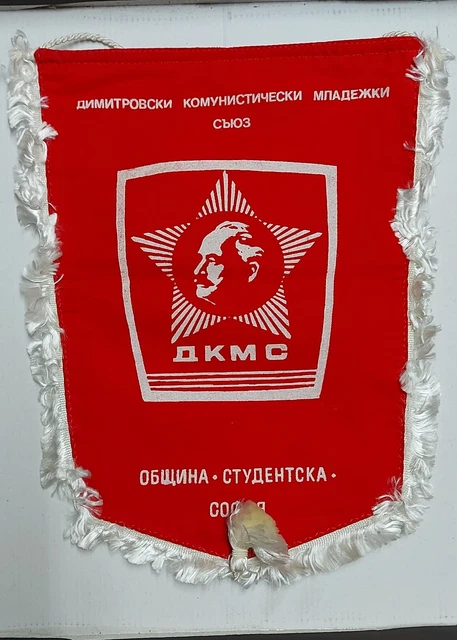 ДИМИТРОВСКИ КОМУНИСТИЧЕСКИ МЛАДЕЖКИ
СЪЮЗ
ДКМС
ОБЩИНА · СТУДЕНТСКА ·